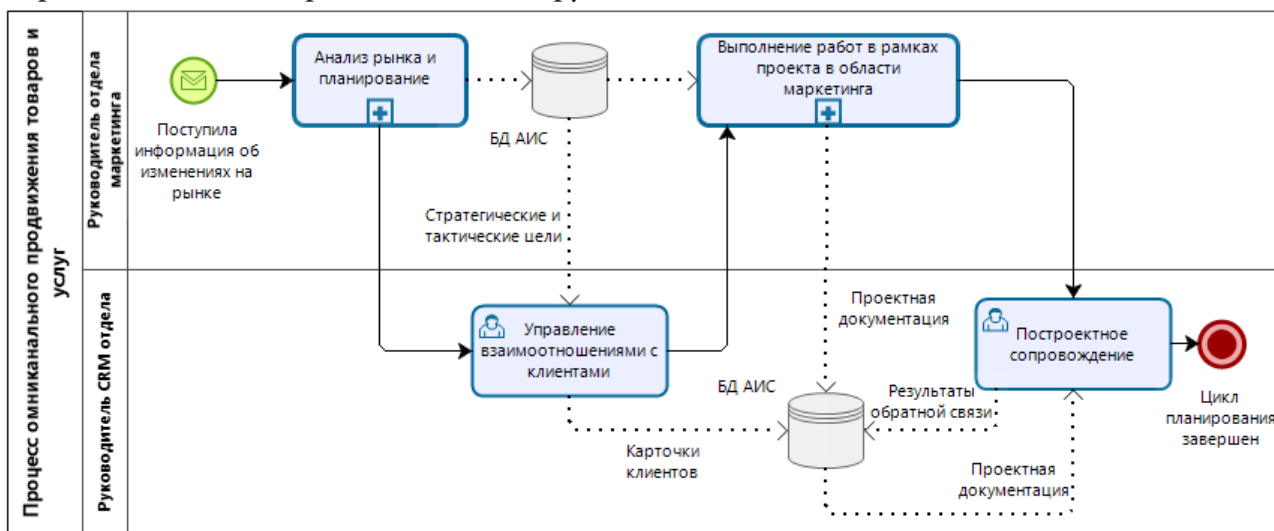 Процесс омниканального продвижения товаров и
услуг
Руководитель отдела
маркетинга
Поступила
информация об
изменениях на
рынке
Анализ рынка и
планирование
БД АИС
Выполнение работ в рамках
проекта в области
маркетинга
Стратегические и
тактические цели
Руководитель CRM отдела
Управление
взаимоотношениями с
клиентами
Проектная
документация
Построектное
сопровождение
БД АИС
Результаты
обратной связи
Цикл
планирования
завершен
Карточки
клиентов
Проектная
документация